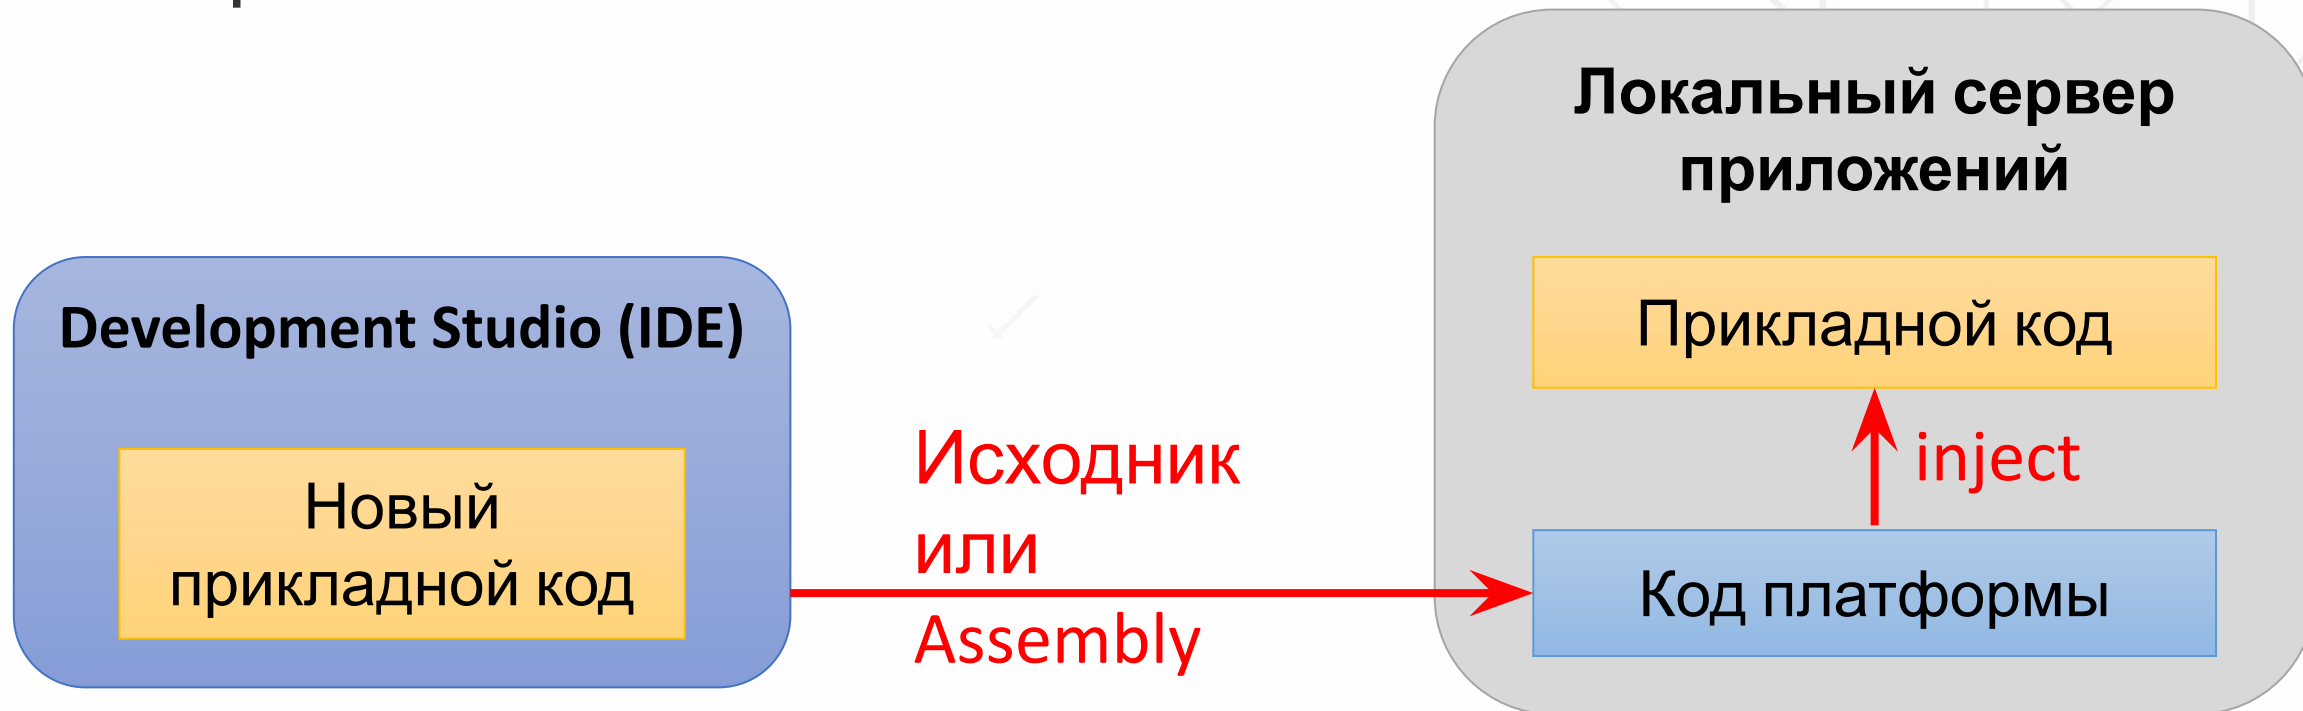 Локальный сервер
приложений
Development Studio (IDE)
Новый
прикладной код
Исходник
или
Assembly
Прикладной код
inject
Код платформы